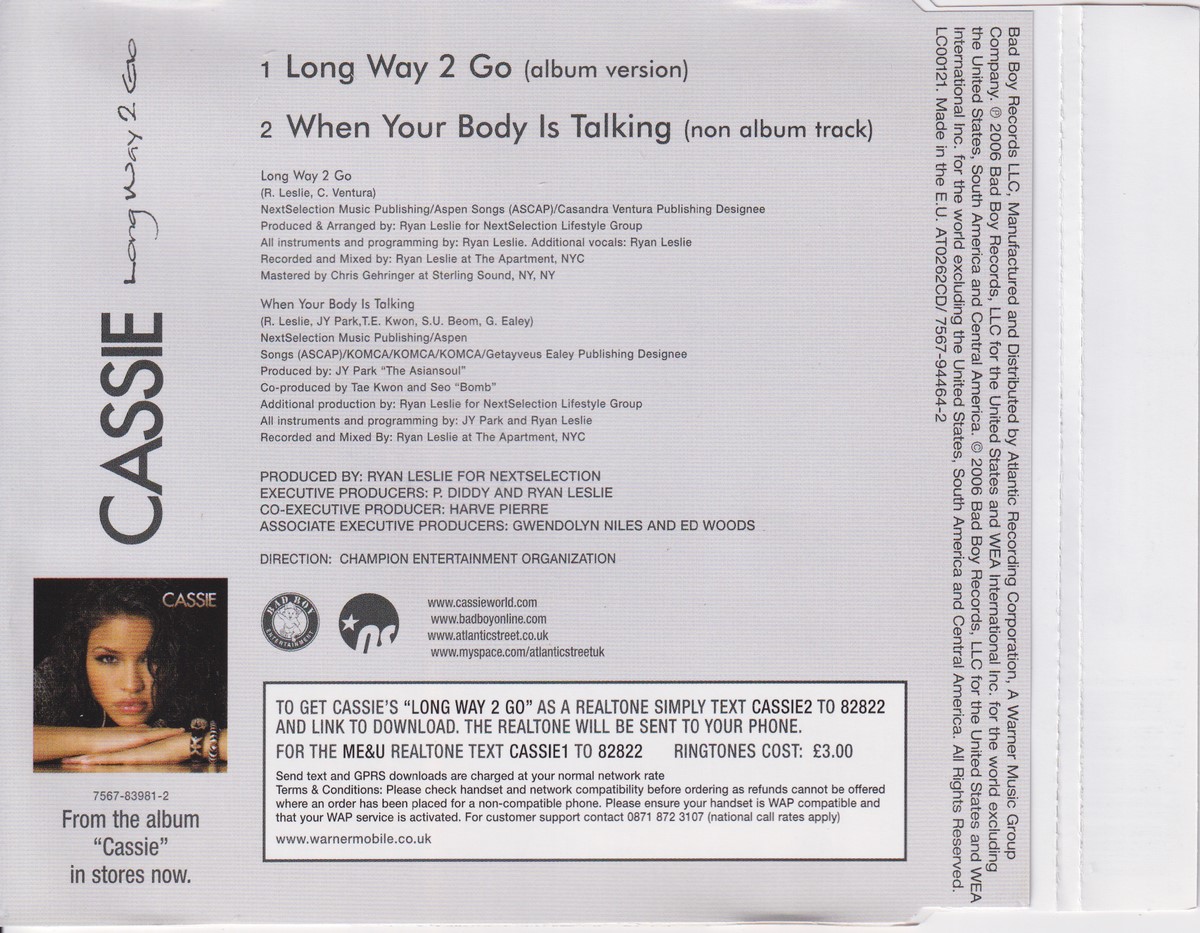 1 Long Way 2 Go (album version)
2 When Your Body Is Talking (non album track)
Long Way 2 Go
(R. Leslie, C. Ventura)
NextSelection Music Publishing/Aspen Songs (ASCAP)/Casandra Ventura Publishing Designee
Produced & Arranged by: Ryan Leslie for NextSelection Lifestyle Group
All instruments and programming by: Ryan Leslie. Additional vocals: Ryan Leslie
Recorded and Mixed by: Ryan Leslie at The Apartment, NYC
Mastered by Chris Gehringer at Sterling Sound, NY, NY
When Your Body Is Talking
(R. Leslie, JY Park,T.E. Kwon, S.U. Beom, G. Ealey)
NextSelection Music Publishing/Aspen
Songs (ASCAP)/KOMCA/KOMCA/KOMCA/Getayveus Ealey Publishing Designee
Produced by: JY Park "The Asiansoul"
Co-produced by Tae Kwon and Seo "Bomb"
Additional production by: Ryan Leslie for NextSelection Lifestyle Group
All instruments and programming by: JY Park and Ryan Leslie
Recorded and Mixed By: Ryan Leslie at The Apartment, NYC
PRODUCED BY: RYAN LESLIE FOR NEXTSELECTION
EXECUTIVE PRODUCERS: P. DIDDY AND RYAN LESLIE
CO-EXECUTIVE PRODUCER: HARVE PIERRE
ASSOCIATE EXECUTIVE PRODUCERS: GWENDOLYN NILES AND ED WOODS
DIRECTION: CHAMPION ENTERTAINMENT ORGANIZATION
BAD BOY
ENTERTAINMENT
ns
www.cassieworld.com
www.badboyonline.com
www.atlanticstreet.co.uk
www.myspace.com/atlanticstreetuk
TO GET CASSIE'S "LONG WAY 2 GO" AS A REALTONE SIMPLY TEXT CASSIE2 TO 82822
AND LINK TO DOWNLOAD. THE REALTONE WILL BE SENT TO YOUR PHONE.
FOR THE ME&U REALTONE TEXT CASSIE1 TO 82822 RINGTONES COST: £3.00
Send text and GPRS downloads are charged at your normal network rate
Terms & Conditions: Please check handset and network compatibility before ordering as refunds cannot be offered
where an order has been placed for a non-compatible phone. Please ensure your handset is WAP compatible and
that your WAP service is activated. For customer support contact 0871 872 3107 (national call rates apply)
www.warnermobile.co.uk
CASSIE Long Way 2 Go
CASSIE
7567-83981-2
From the album
"Cassie"
in stores now.
Bad Boy Records LLC, Manufactured and Distributed by Atlantic Recording Corporation, A Warner Music Group
Company. ℗ 2006 Bad Boy Records, LLC for the United States and WEA International Inc. for the world excluding
the United States, South America and Central America. © 2006 Bad Boy Records, LLC for the United States and WEA
International Inc. for the world excluding the United States, South America and Central America. All Rights Reserved.
LC00121. Made in the E.U. AT0262CD/ 7567-94464-2